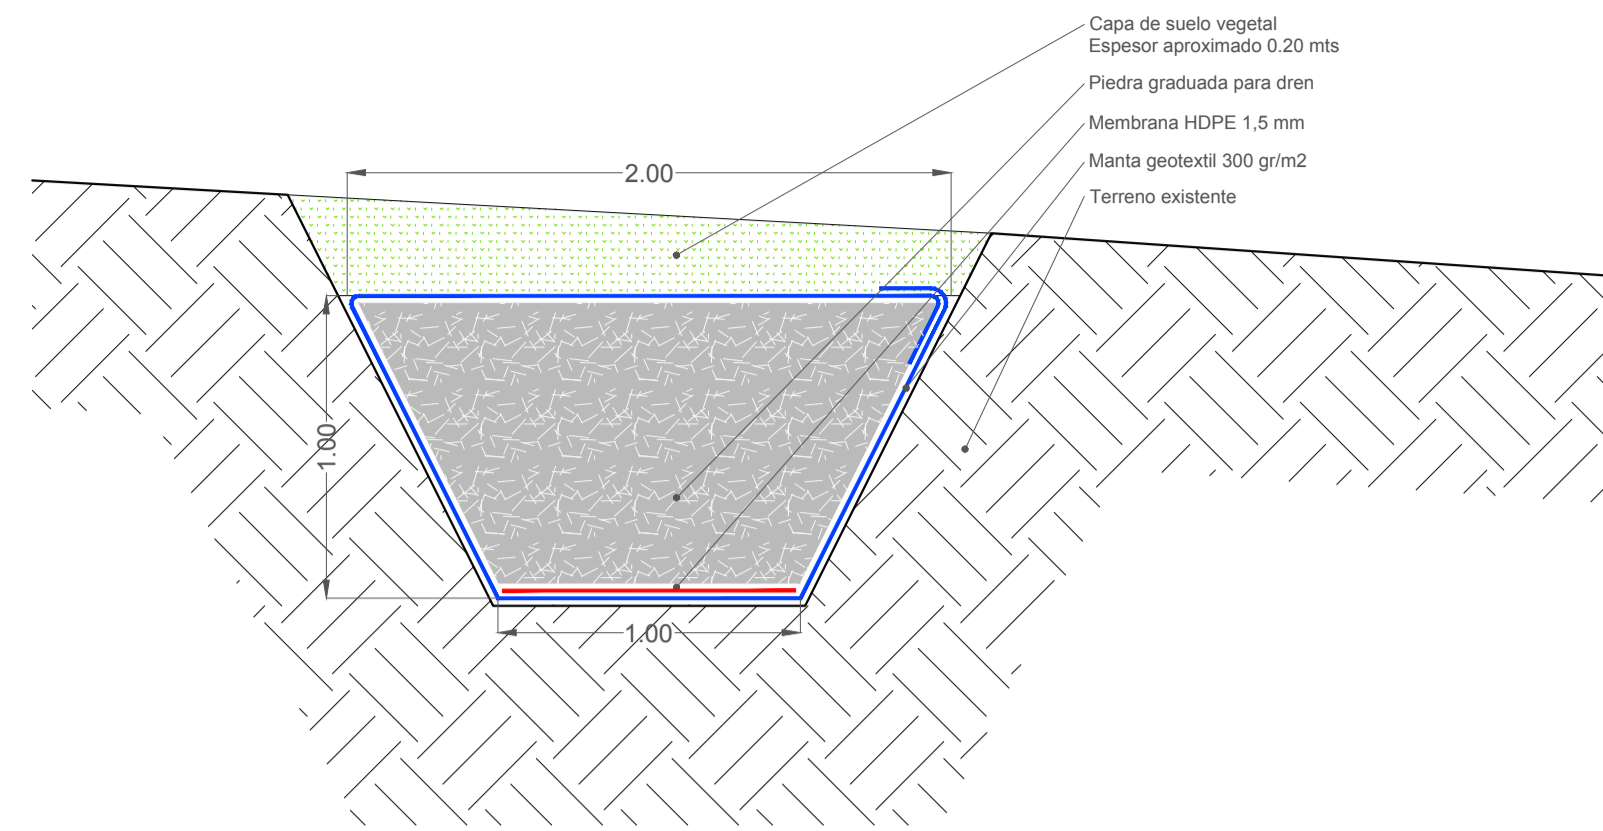 Capa de suelo vegetal
Espesor aproximado 0.20 mts
Piedra graduada para dren
Membrana HDPE 1,5 mm
Manta geotextil 300 gr/m2
Terreno existente
2.00
1.00
1.00